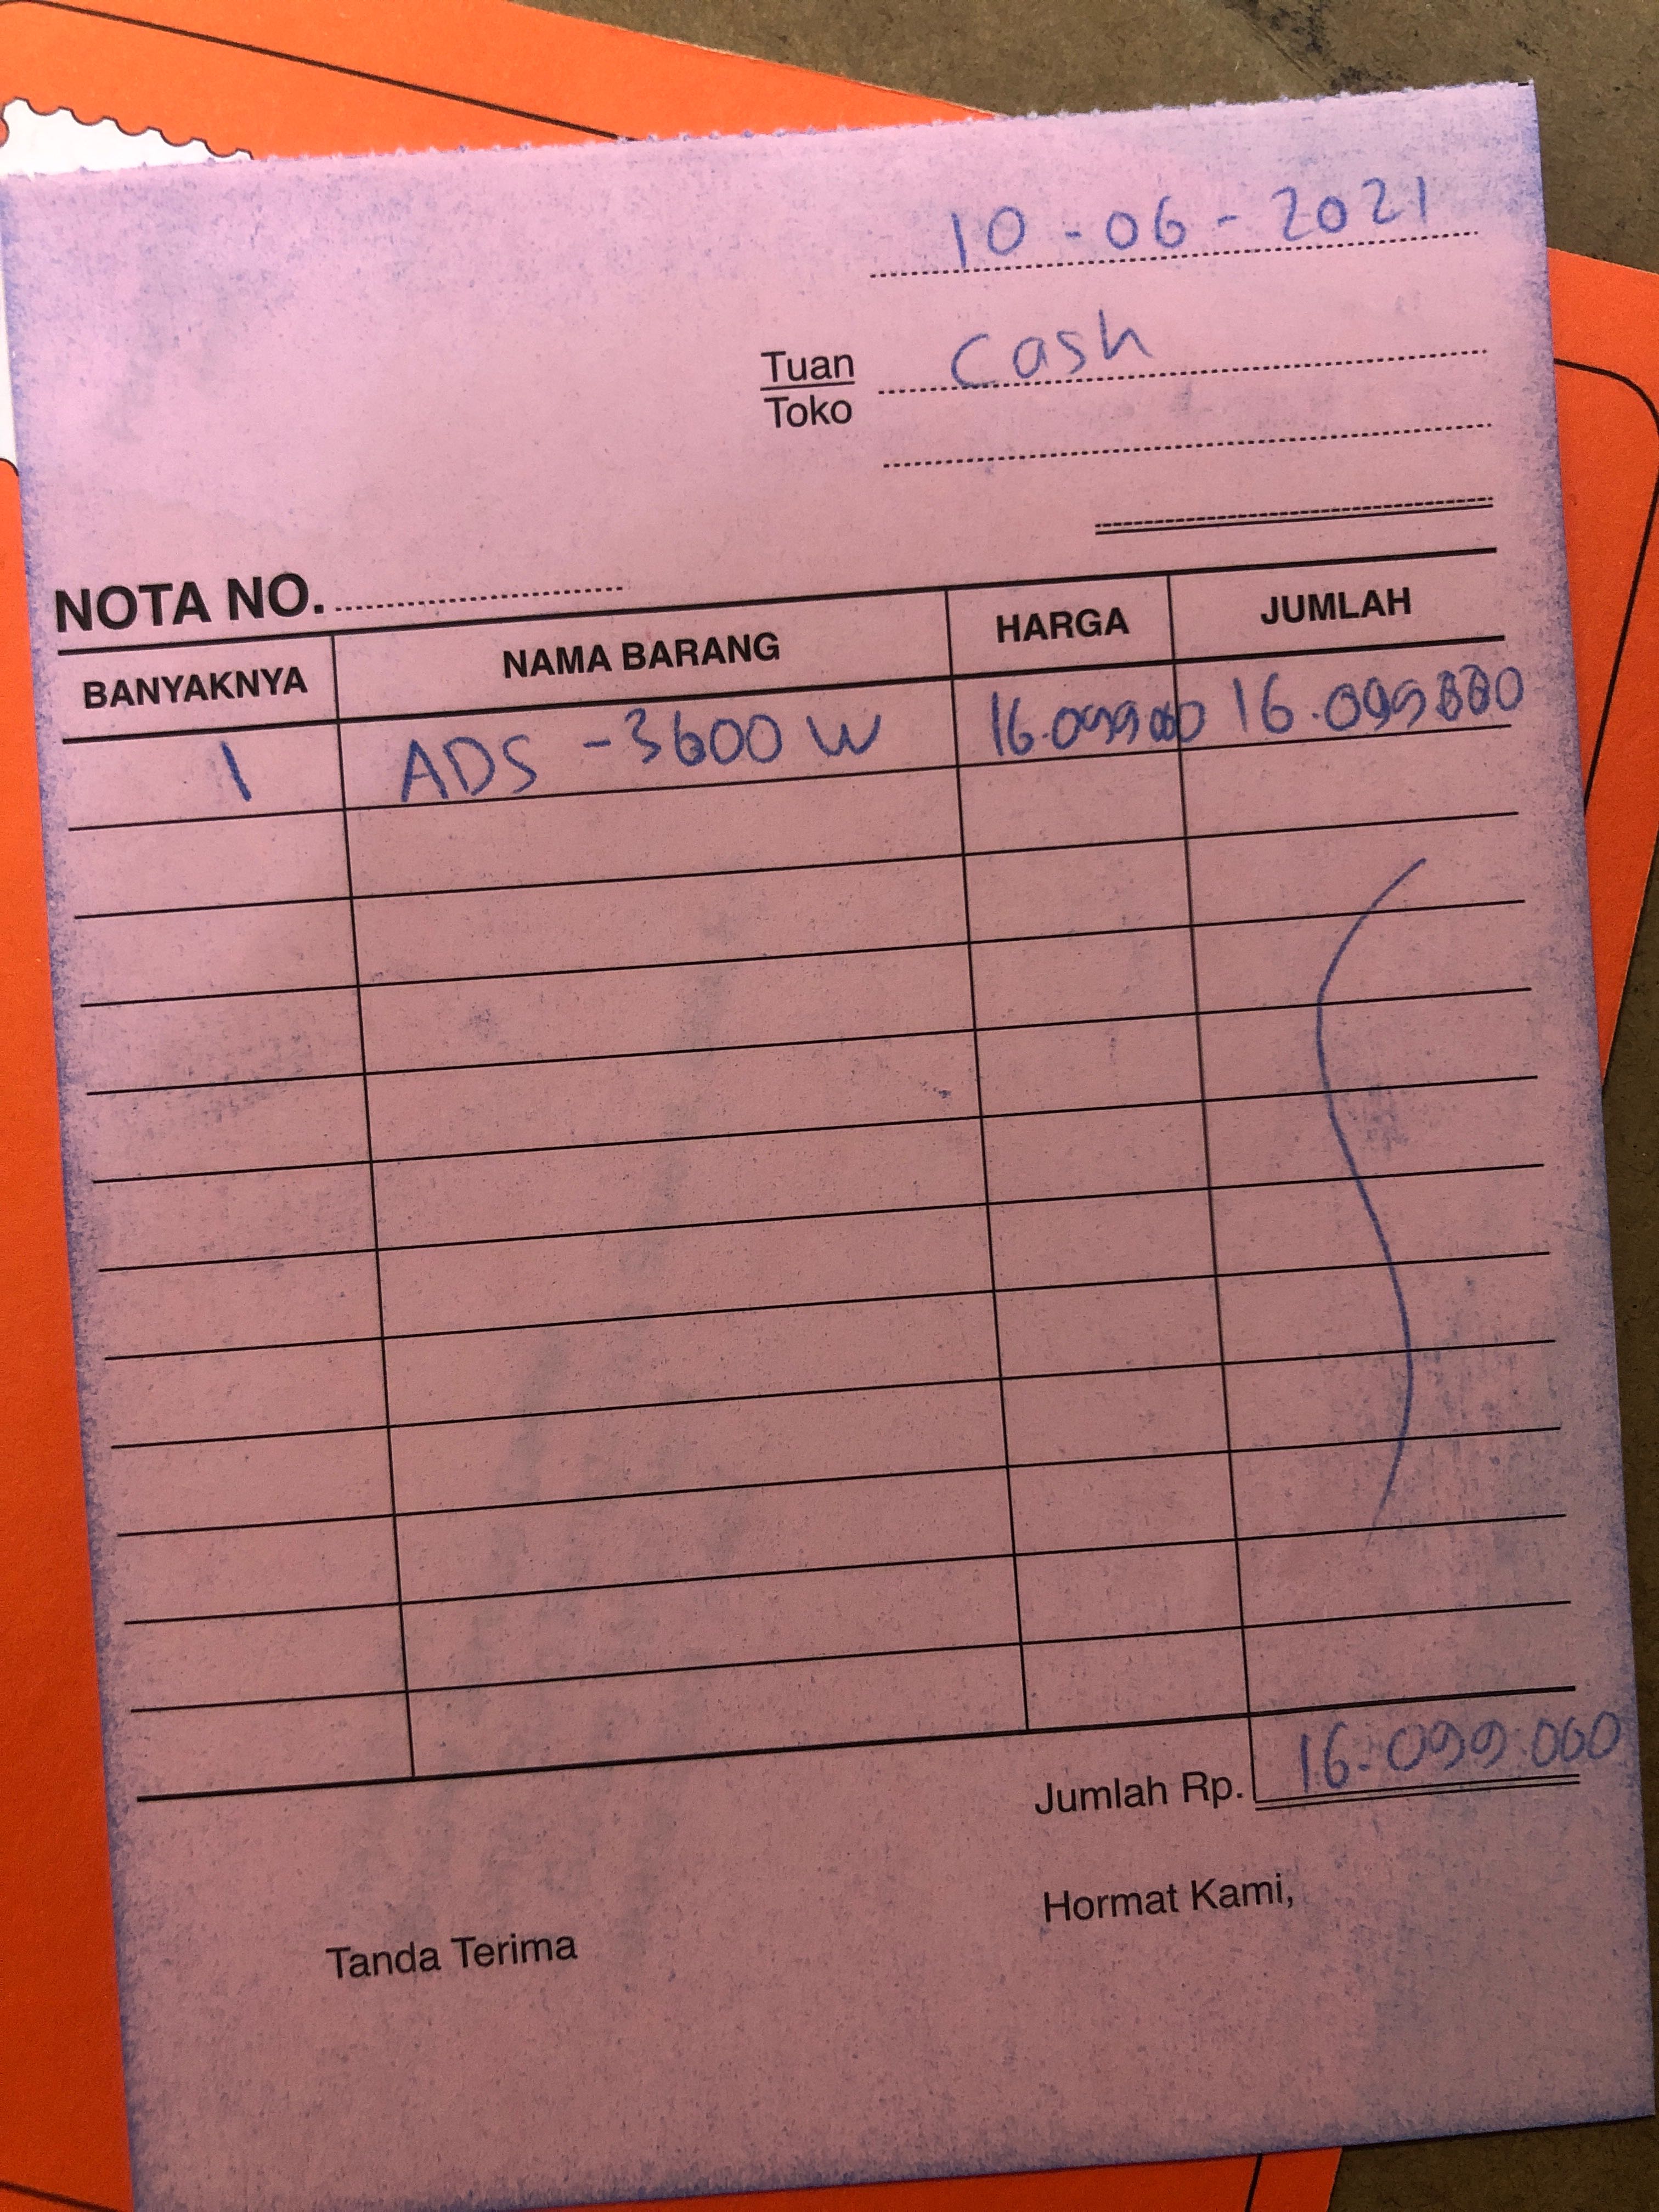 10-06-2021
Tuan Cash
Toko
NOTA NO.
BANYAKNYA NAMA BARANG HARGA JUMLAH
1 ADS -3600 W 16.099.000 16.099.000
Jumlah Rp. 16.099.000
Tanda Terima Hormat Kami,